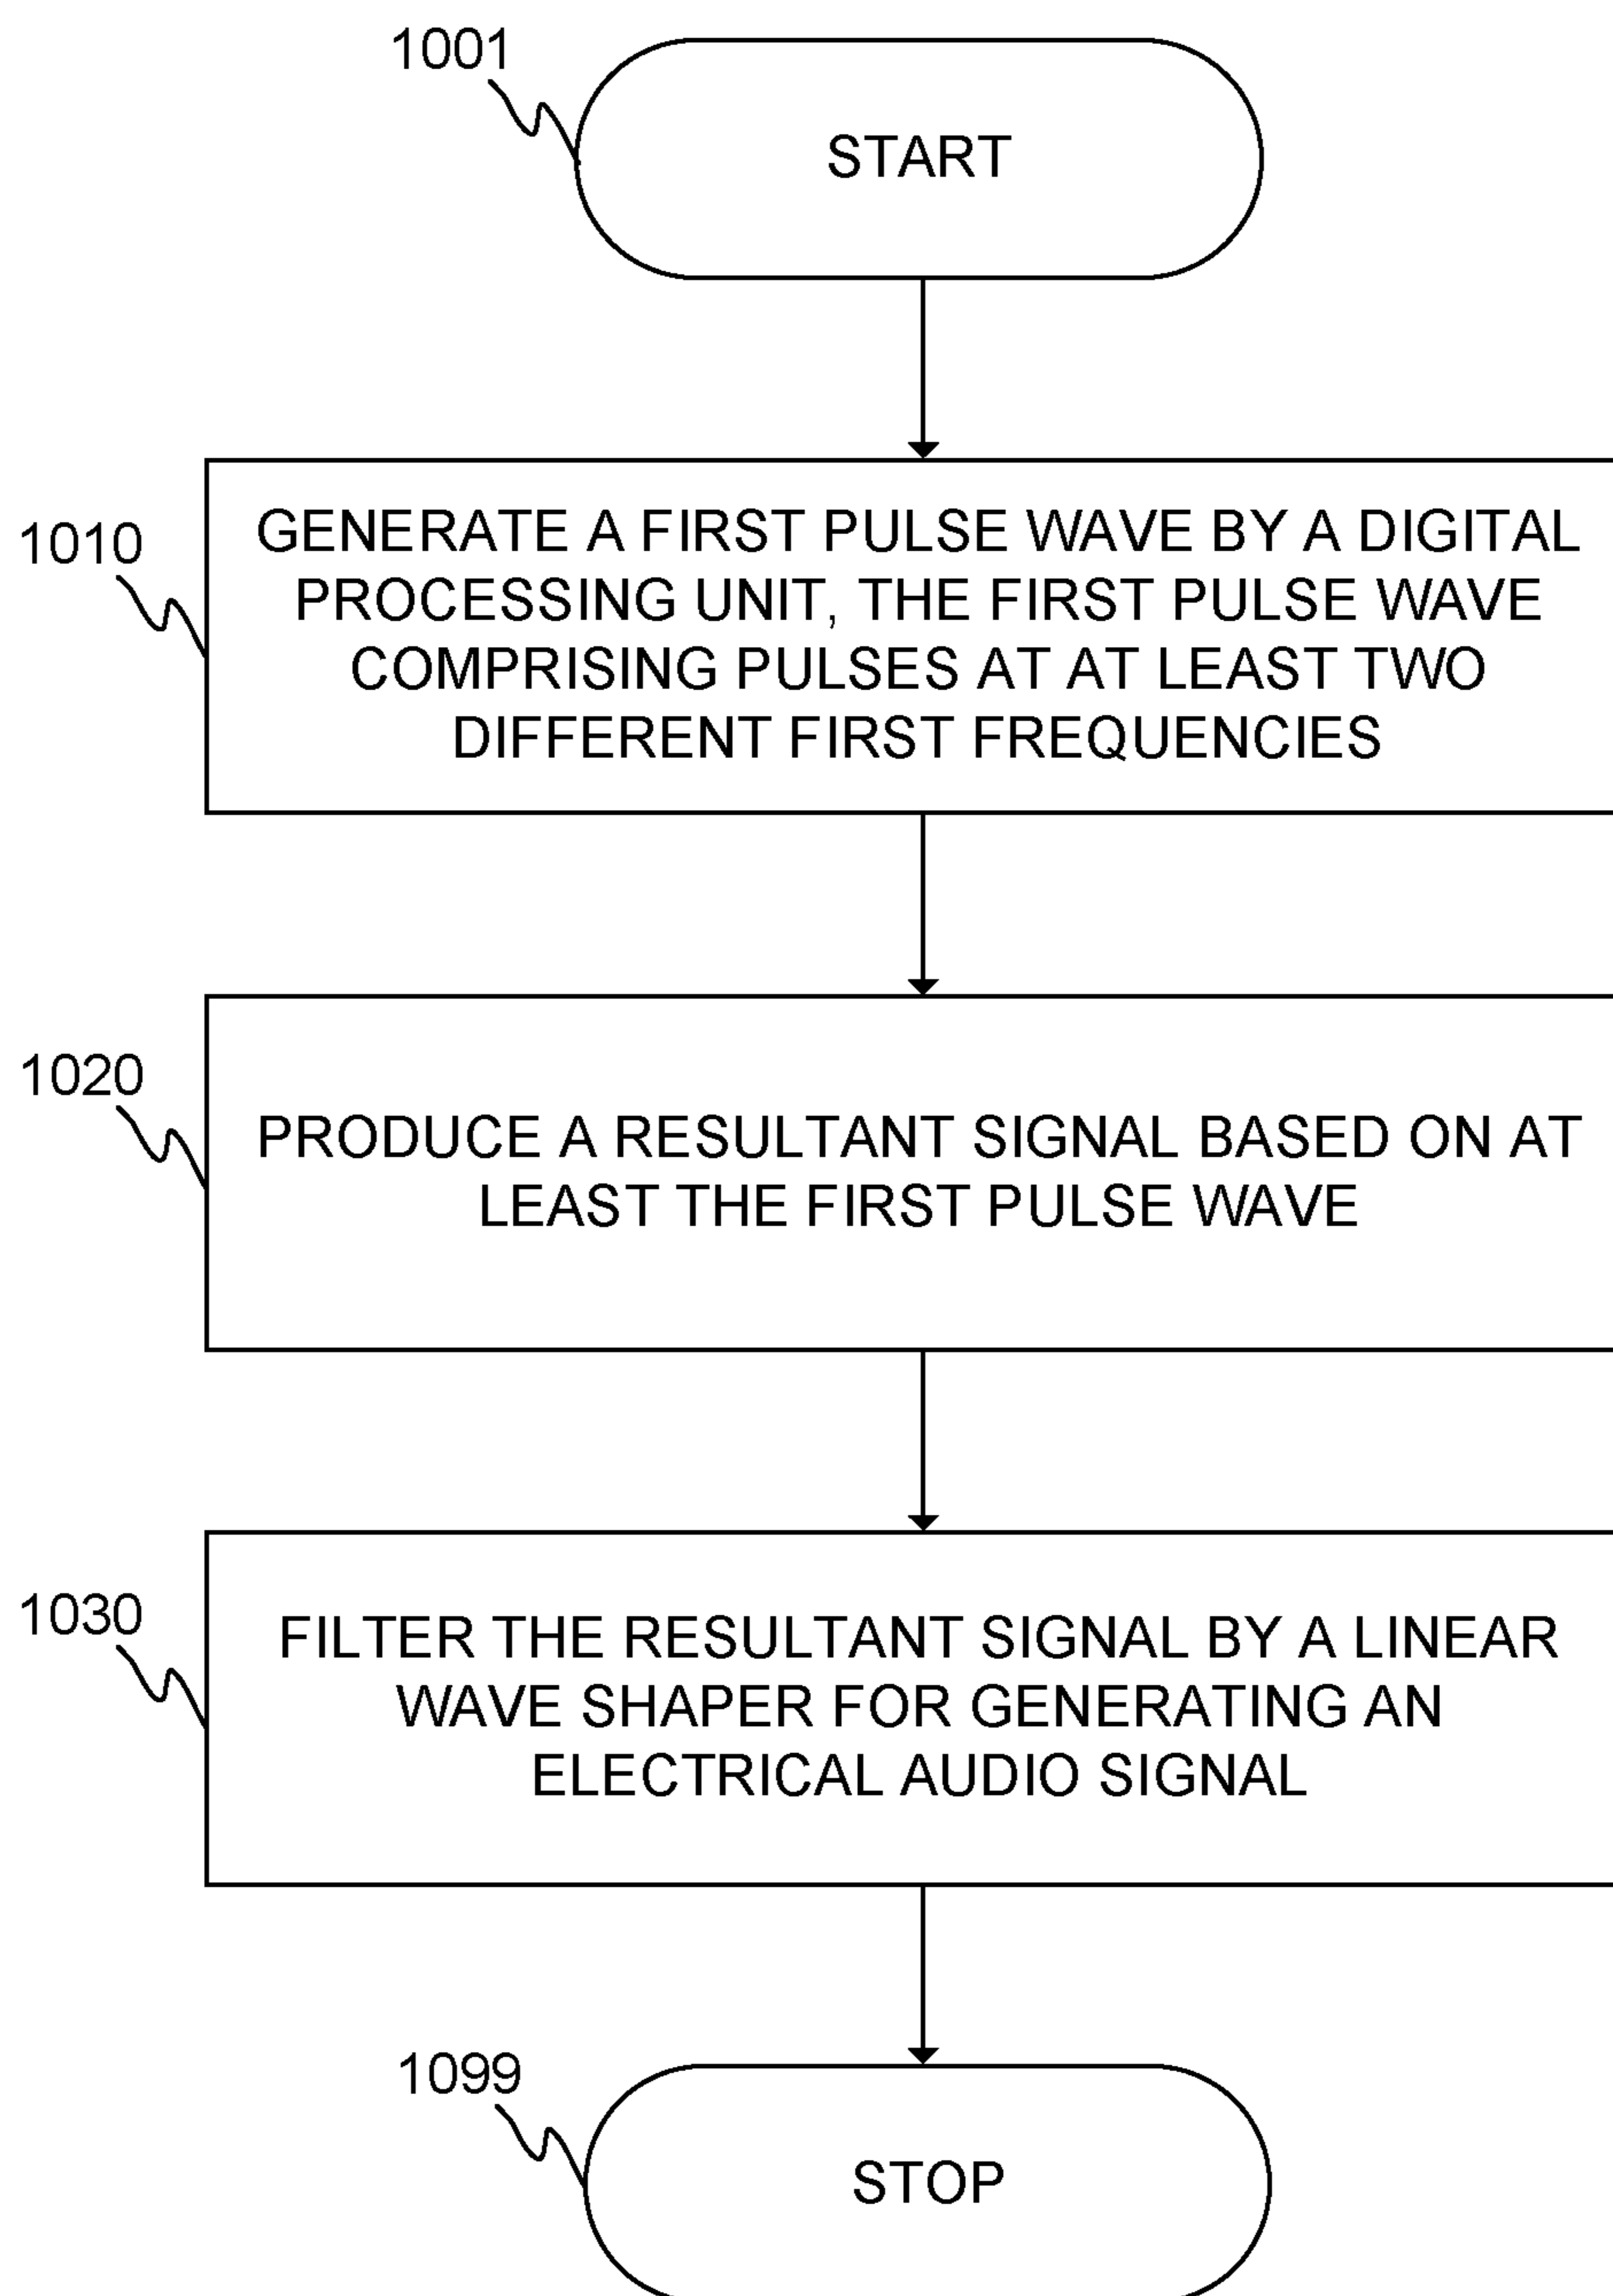 1001
START
1010
GENERATE A FIRST PULSE WAVE BY A DIGITAL
PROCESSING UNIT, THE FIRST PULSE WAVE
COMPRISING PULSES AT AT LEAST TWO
DIFFERENT FIRST FREQUENCIES
1020
PRODUCE A RESULTANT SIGNAL BASED ON AT
LEAST THE FIRST PULSE WAVE
1030
FILTER THE RESULTANT SIGNAL BY A LINEAR
WAVE SHAPER FOR GENERATING AN
ELECTRICAL AUDIO SIGNAL
1099
STOP